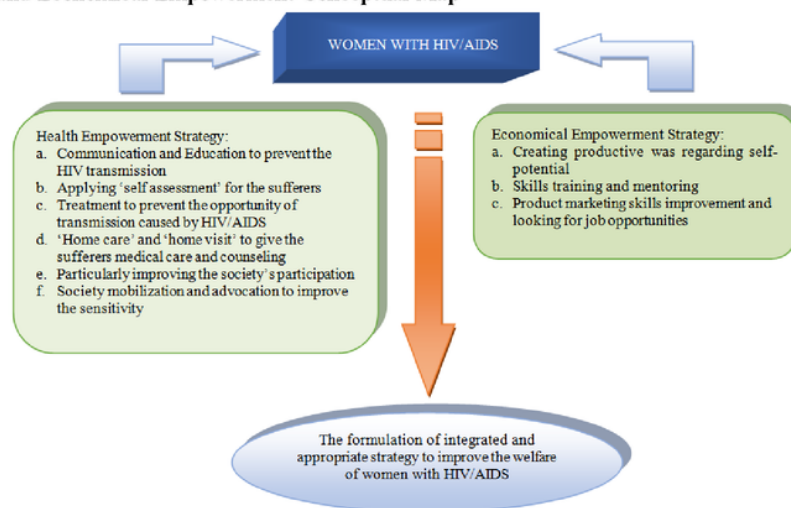 WOMEN WITH HIV/AIDS
Health Empowerment Strategy:
a. Communication and Education to prevent the
HIV transmission
b. Applying 'self assessment' for the sufferers
c. Treatment to prevent the opportunity of
transmission caused by HIV/AIDS
d. 'Home care' and 'home visit' to give the
sufferers medical care and counseling
e. Particularly improving the society's participation
f. Society mobilization and advocation to improve
the sensitivity
Economical Empowerment Strategy:
a. Creating productive was regarding self-
potential
b. Skills training and mentoring
c. Product marketing skills improvement and
looking for job opportunities
The formulation of integrated and
appropriate strategy to improve the welfare
of women with HIV/AIDS